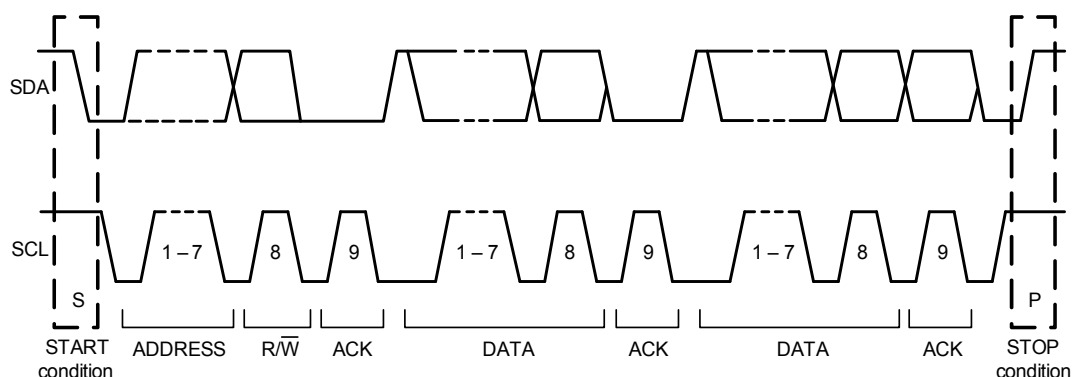 SDA
SCL
1 – 7
8
9
1 – 7
8
9
1 – 7
8
9
S
P
START
condition
ADDRESS
R/W̅
ACK
DATA
ACK
DATA
ACK
STOP
condition